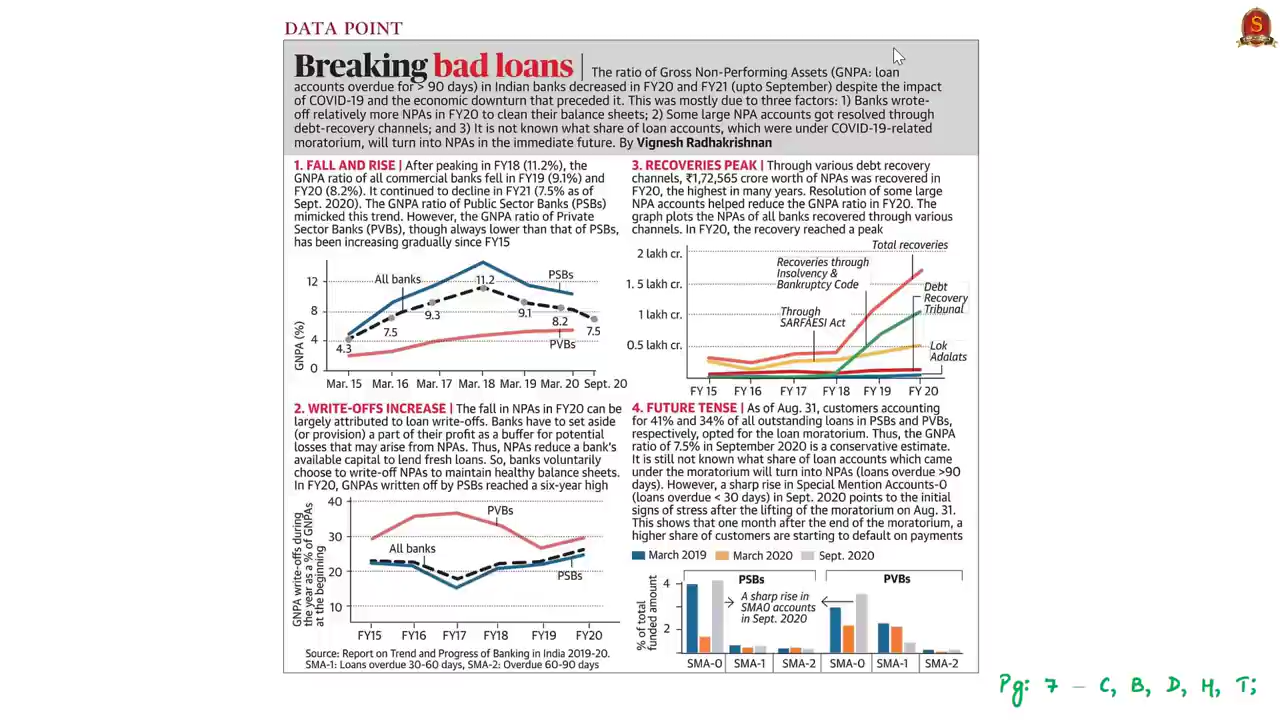 DATA POINT
Breaking bad loans | The ratio of Gross Non-Performing Assets (GNPA: loan
accounts overdue for > 90 days) in Indian banks decreased in FY20 and FY21 (upto September) despite the impact
of COVID-19 and the economic downturn that preceded it. This was mostly due to three factors: 1) Banks wrote-
off relatively more NPAs in FY20 to clean their balance sheets; 2) Some large NPA accounts got resolved through
debt-recovery channels; and 3) It is not known what share of loan accounts, which were under COVID-19-related
moratorium, will turn into NPAs in the immediate future. By Vignesh Radhakrishnan
1. FALL AND RISE | After peaking in FY18 (11.2%), the
GNPA ratio of all commercial banks fell in FY19 (9.1%) and
FY20 (8.2%). It continued to decline in FY21 (7.5% as of
Sept. 2020). The GNPA ratio of Public Sector Banks (PSBs)
mimicked this trend. However, the GNPA ratio of Private
Sector Banks (PVBs), though always lower than that of PSBs,
has been increasing gradually since FY15
GNPA (%)
12
8
4
0
All banks
PSBs
PVBs
4.3
7.5
9.3
11.2
9.1
8.2
7.5
Mar. 15 Mar. 16 Mar. 17 Mar. 18 Mar. 19 Mar. 20 Sept. 20
2. WRITE-OFFS INCREASE | The fall in NPAs in FY20 can be
largely attributed to loan write-offs. Banks have to set aside
(or provision) a part of their profit as a buffer for potential
losses that may arise from NPAs. Thus, NPAs reduce a bank's
available capital to lend fresh loans. So, banks voluntarily
choose to write-off NPAs to maintain healthy balance sheets.
In FY20, GNPAs written off by PSBs reached a six-year high
GNPA write-offs during
the year as a % of GNPAs
at the beginning
40
30
20
10
PVBs
All banks
PSBs
FY15 FY16 FY17 FY18 FY19 FY20
Source: Report on Trend and Progress of Banking in India 2019-20.
SMA-1: Loans overdue 30-60 days, SMA-2: Overdue 60-90 days
3. RECOVERIES PEAK | Through various debt recovery
channels, ₹1,72,565 crore worth of NPAs was recovered in
FY20, the highest in many years. Resolution of some large
NPA accounts helped reduce the GNPA ratio in FY20. The
graph plots the NPAs of all banks recovered through various
channels. In FY20, the recovery reached a peak
2 lakh cr.
1.5 lakh cr.
1 lakh cr.
0.5 lakh cr.
Total recoveries
Recoveries through
Insolvency &
Bankruptcy Code
Through
SARFAESI Act
Debt
Recovery
Tribunal
Lok
Adalats
FY 15 FY 16 FY 17 FY 18 FY 19 FY 20
4. FUTURE TENSE | As of Aug. 31, customers accounting
for 41% and 34% of all outstanding loans in PSBs and PVBs,
respectively, opted for the loan moratorium. Thus, the GNPA
ratio of 7.5% in September 2020 is a conservative estimate.
It is still not known what share of loan accounts which came
under the moratorium will turn into NPAs (loans overdue >90
days). However, a sharp rise in Special Mention Accounts-0
(loans overdue < 30 days) in Sept. 2020 points to the initial
signs of stress after the lifting of the moratorium on Aug. 31.
This shows that one month after the end of the moratorium, a
higher share of customers are starting to default on payments
March 2019 March 2020 Sept. 2020
% of total
funded amount
4
2
PSBs
PVBs
A sharp rise in
SMA0 accounts
in Sept. 2020
SMA-0 SMA-1 SMA-2 SMA-0 SMA-1 SMA-2
Pg: 7 – C, B, D, H, T;